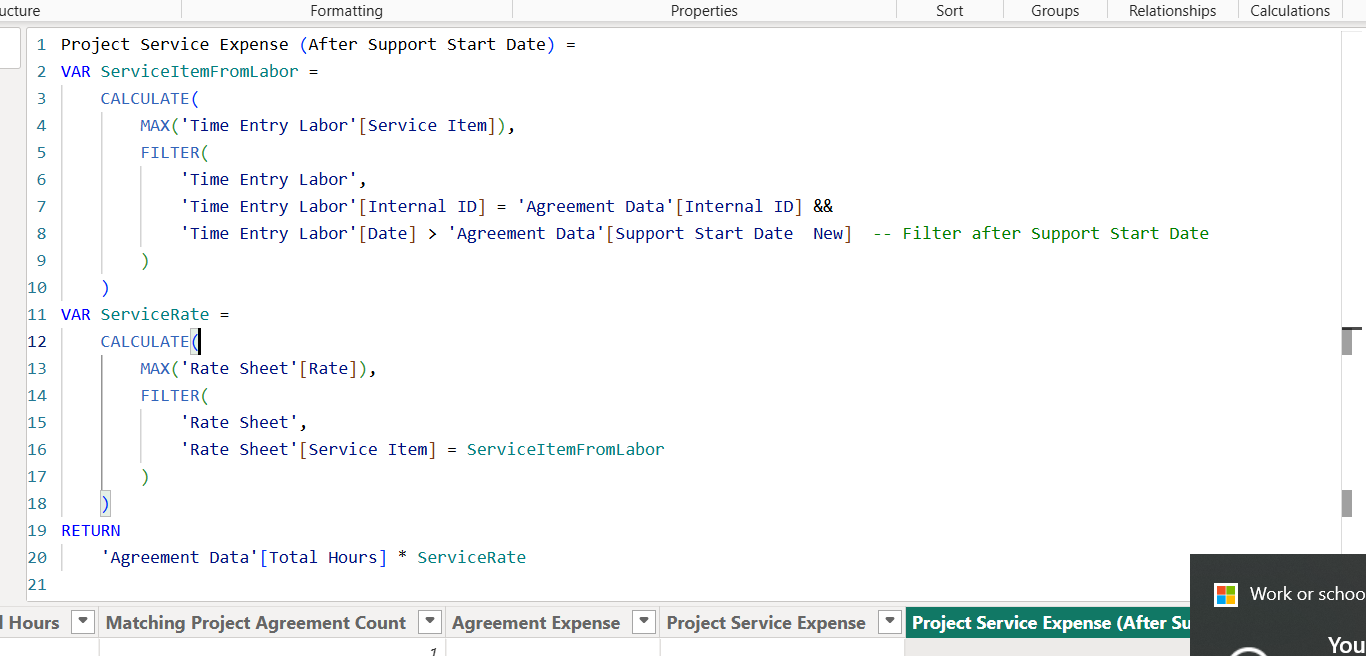 ucture Formatting Properties Sort Groups Relationships Calculations
1 Project Service Expense (After Support Start Date) =
2 VAR ServiceItemFromLabor =
3 CALCULATE(
4 MAX('Time Entry Labor'[Service Item]),
5 FILTER(
6 'Time Entry Labor',
7 'Time Entry Labor'[Internal ID] = 'Agreement Data'[Internal ID] &&
8 'Time Entry Labor'[Date] > 'Agreement Data'[Support Start Date  New]  -- Filter after Support Start Date
9 )
10 )
11 VAR ServiceRate =
12 CALCULATE(
13 MAX('Rate Sheet'[Rate]),
14 FILTER(
15 'Rate Sheet',
16 'Rate Sheet'[Service Item] = ServiceItemFromLabor
17 )
18 )
19 RETURN
20 'Agreement Data'[Total Hours] * ServiceRate
21
Work or schoo
l Hours Matching Project Agreement Count Agreement Expense Project Service Expense Project Service Expense (After Su
1
You